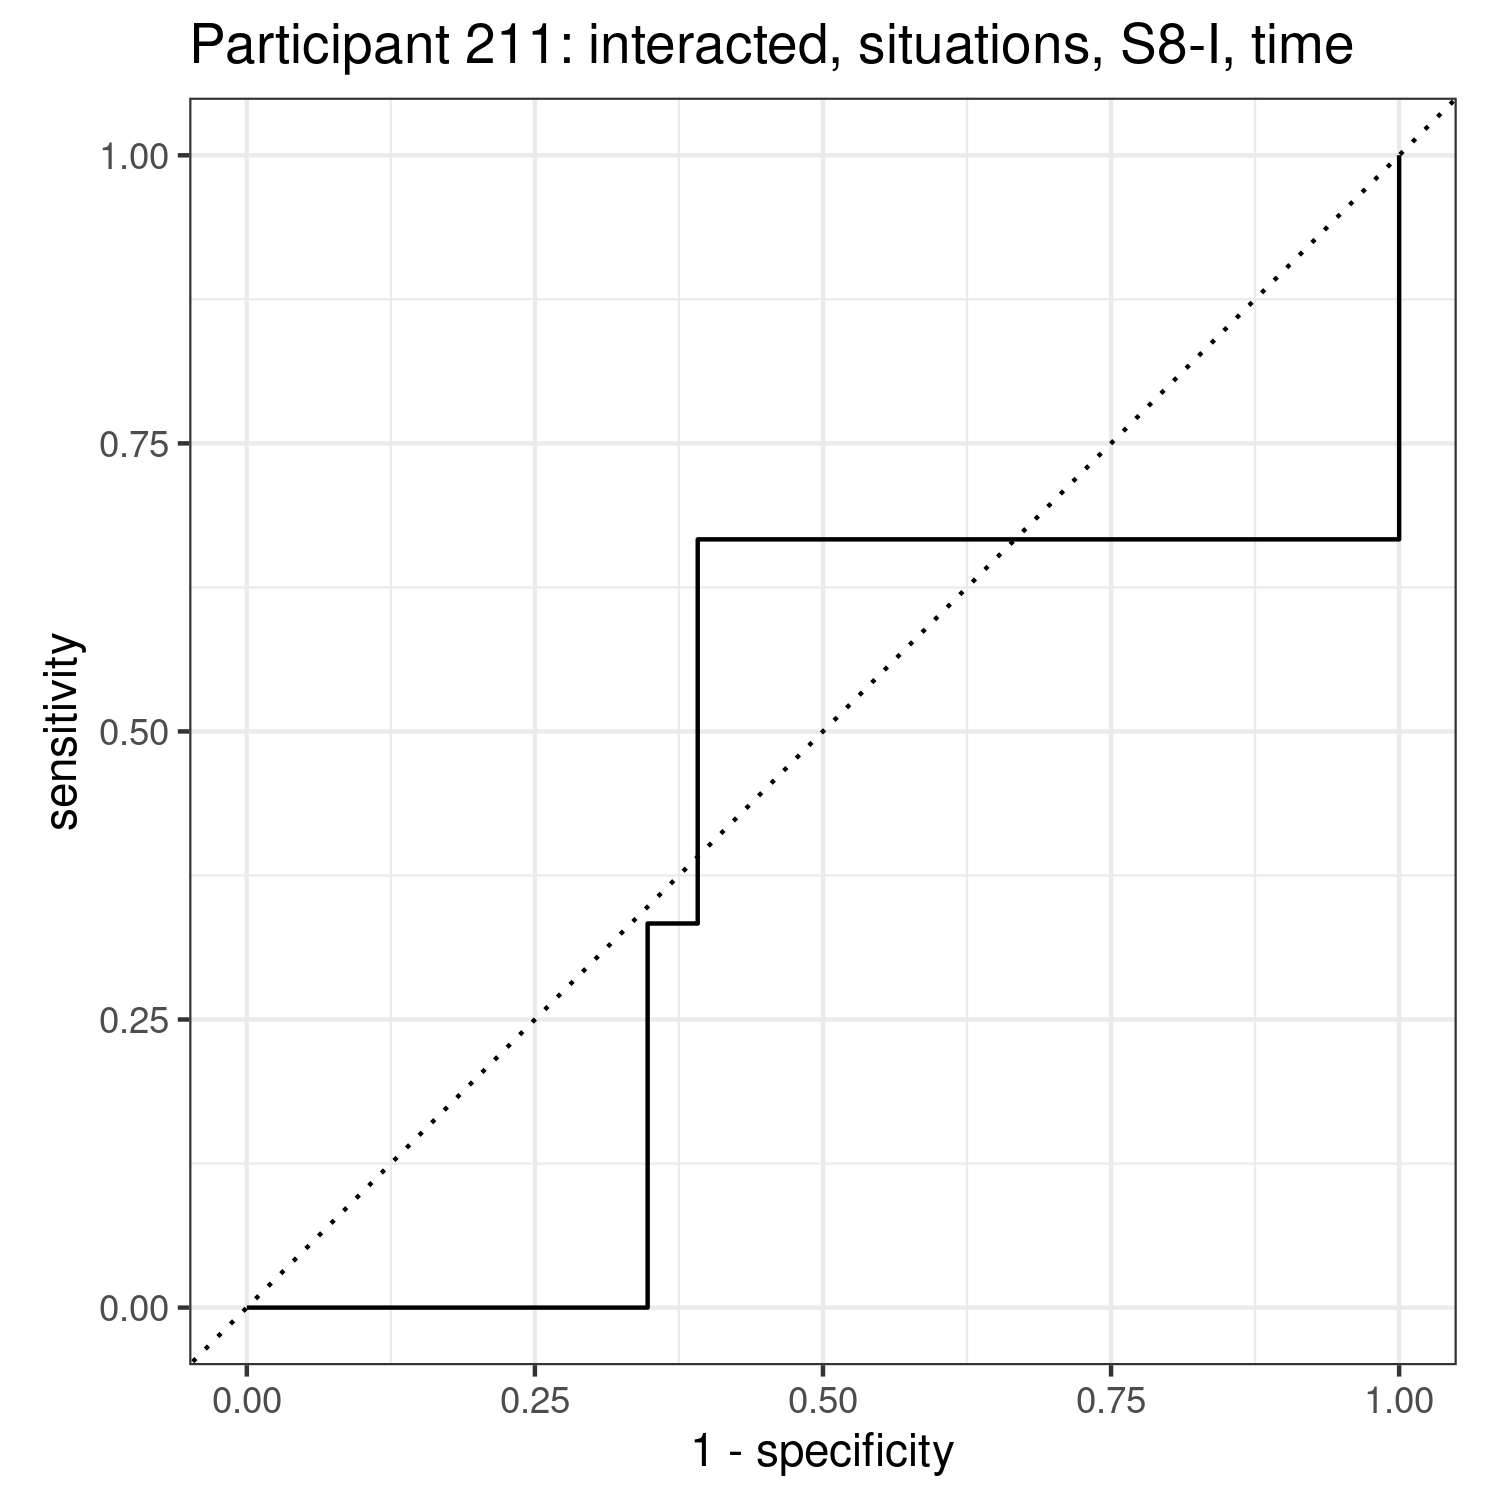 Participant 211: interacted, situations, S8-I, time
sensitivity
1.00
0.75
0.50
0.25
0.00
0.00 0.25 0.50 0.75 1.00
1 - specificity